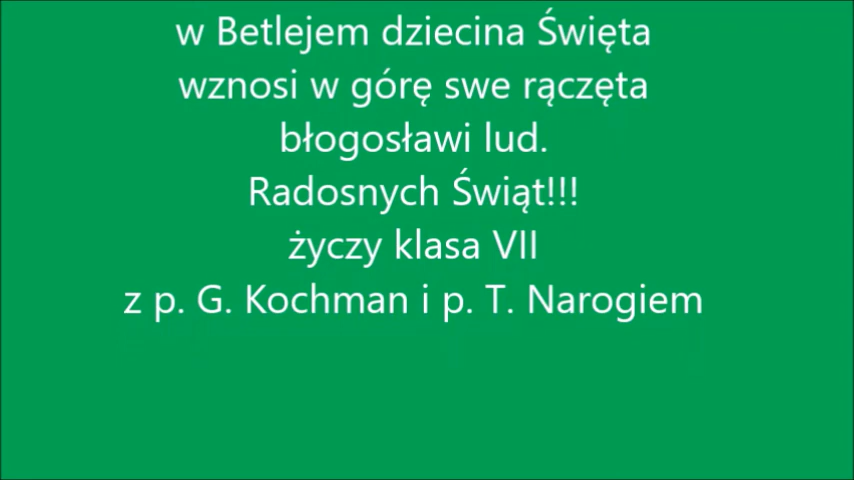 w Betlejem dziecina Święta
wznosi w górę swe rączęta
błogosławi lud.
Radosnych Świąt!!!
życzy klasa VII
z p. G. Kochman i p. T. Narogiem